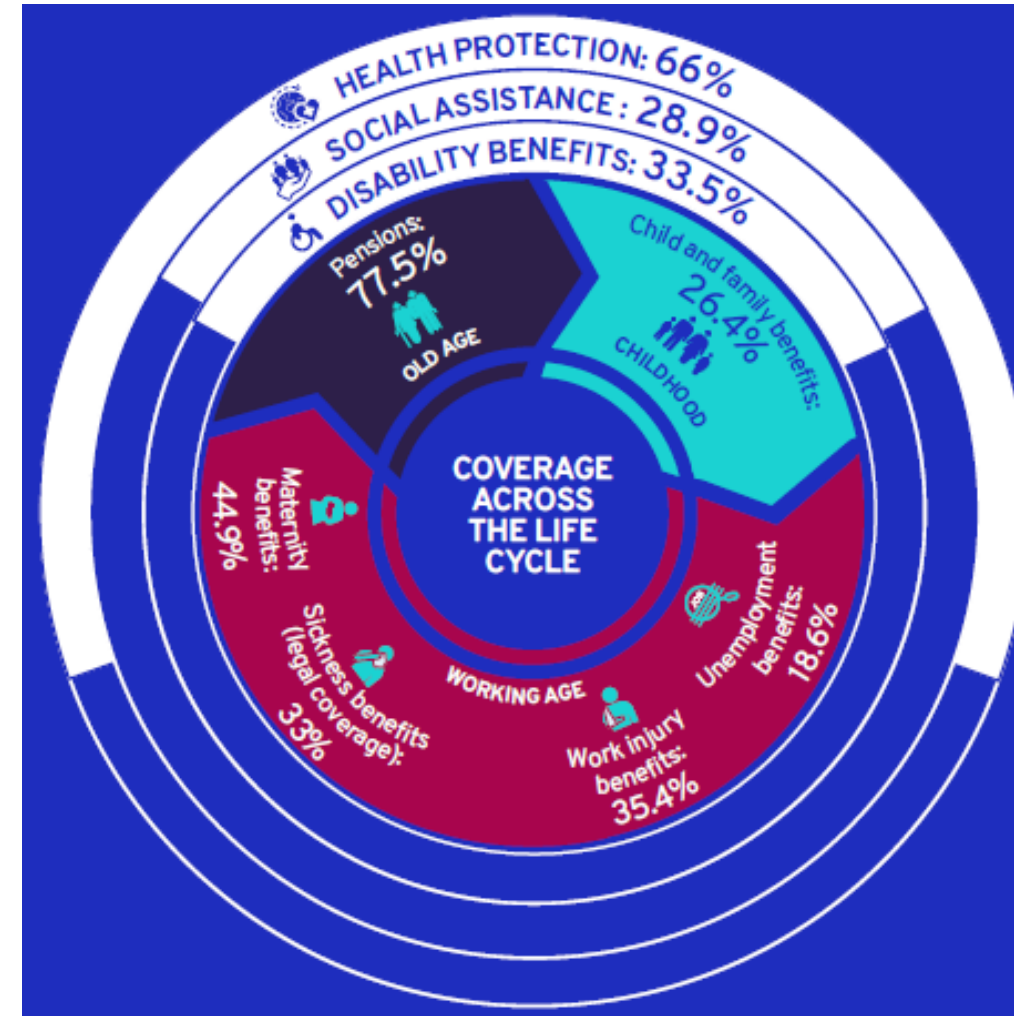 HEALTH PROTECTION: 66%
SOCIAL ASSISTANCE : 28.9%
DISABILITY BENEFITS: 33.5%
Pensions:
77.5%
OLD AGE
Child and family benefits:
26.4%
CHILDHOOD
COVERAGE
ACROSS
THE LIFE
CYCLE
Maternity
benefits:
44.9%
Sickness benefits
(legal coverage):
33%
WORKING AGE
Work injury
benefits:
35.4%
JOB
Unemployment
benefits:
18.6%